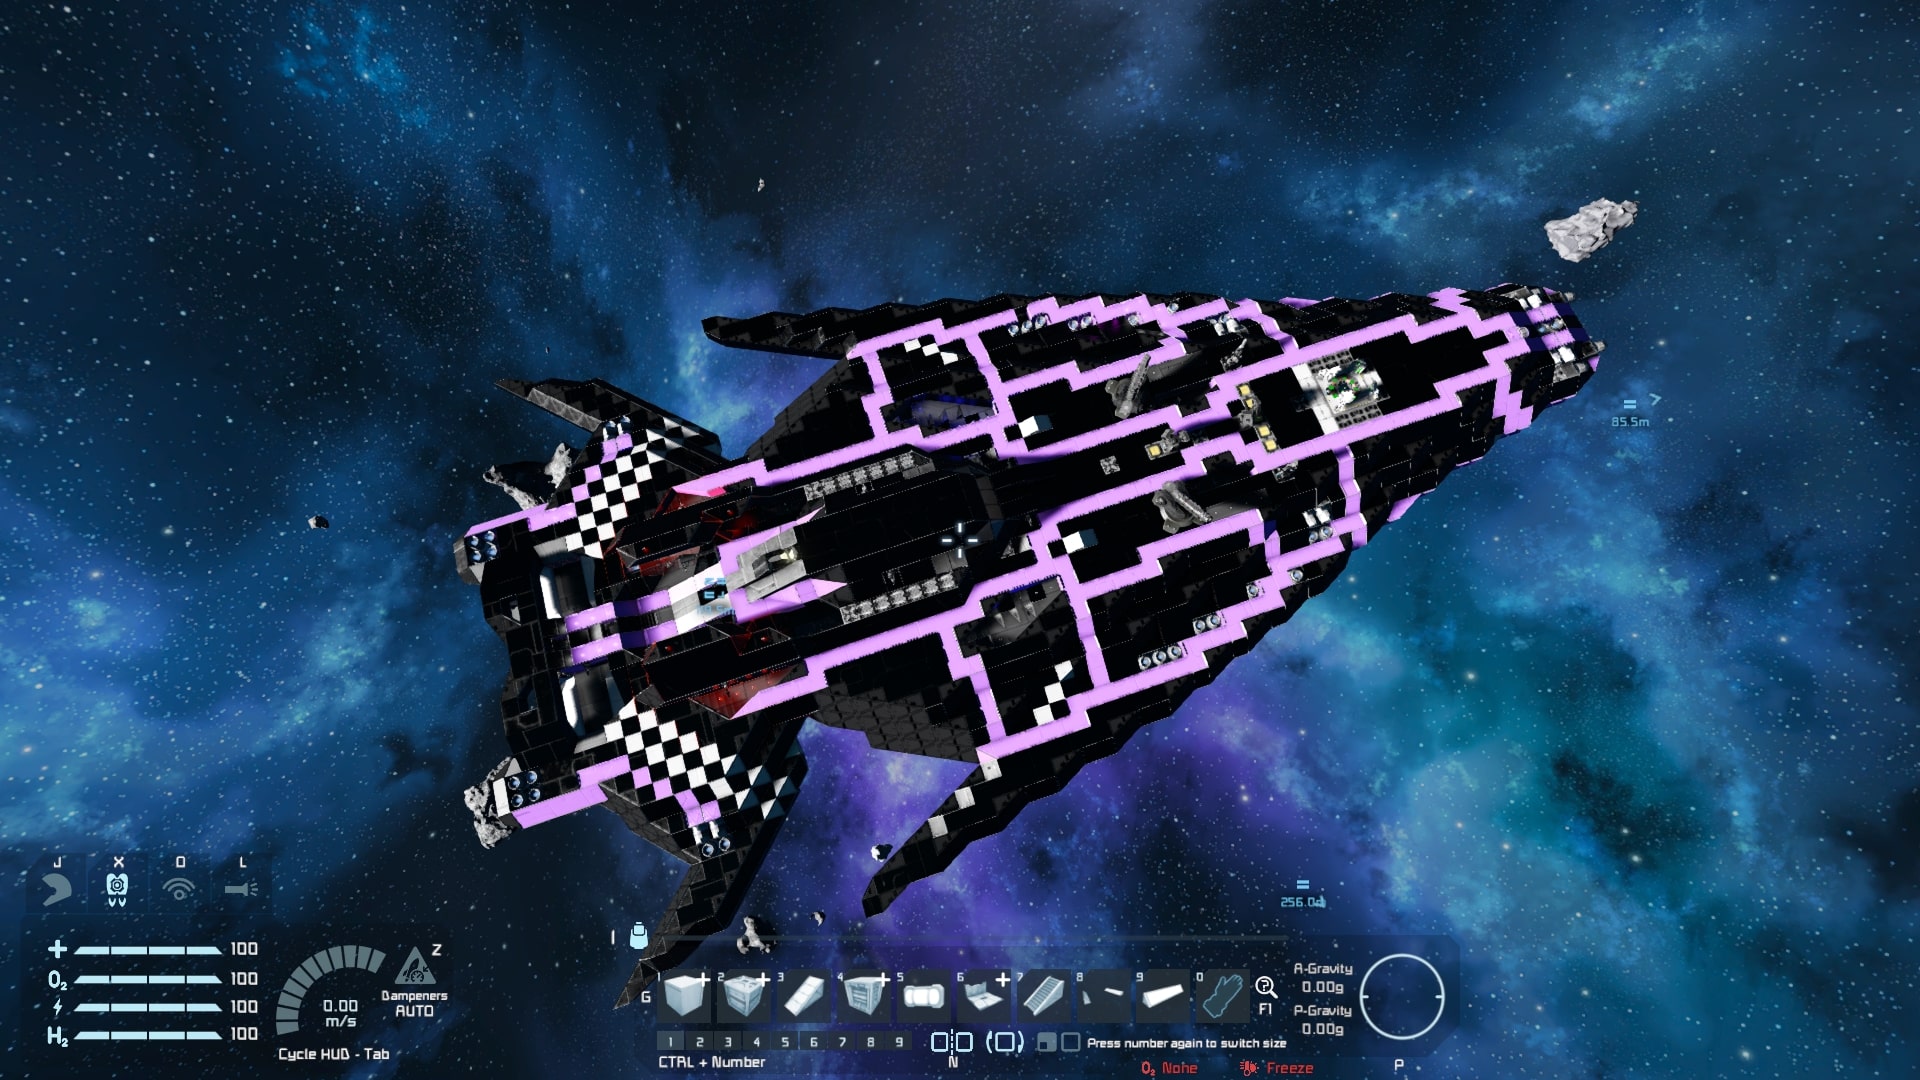 85.5m
J X O L
100
O2 100
100
H2 100
0.00
m/s
Z
Dampeners
AUTO
Cycle HUD - Tab
I
G
1 2 3 4 5 6 7 8 9 0
F1
1 2 3 4 5 6 7 8 9
CTRL + Number
N
Press number again to switch size
A-Gravity
0.00g
P-Gravity
0.00g
P
O2 None
Freeze